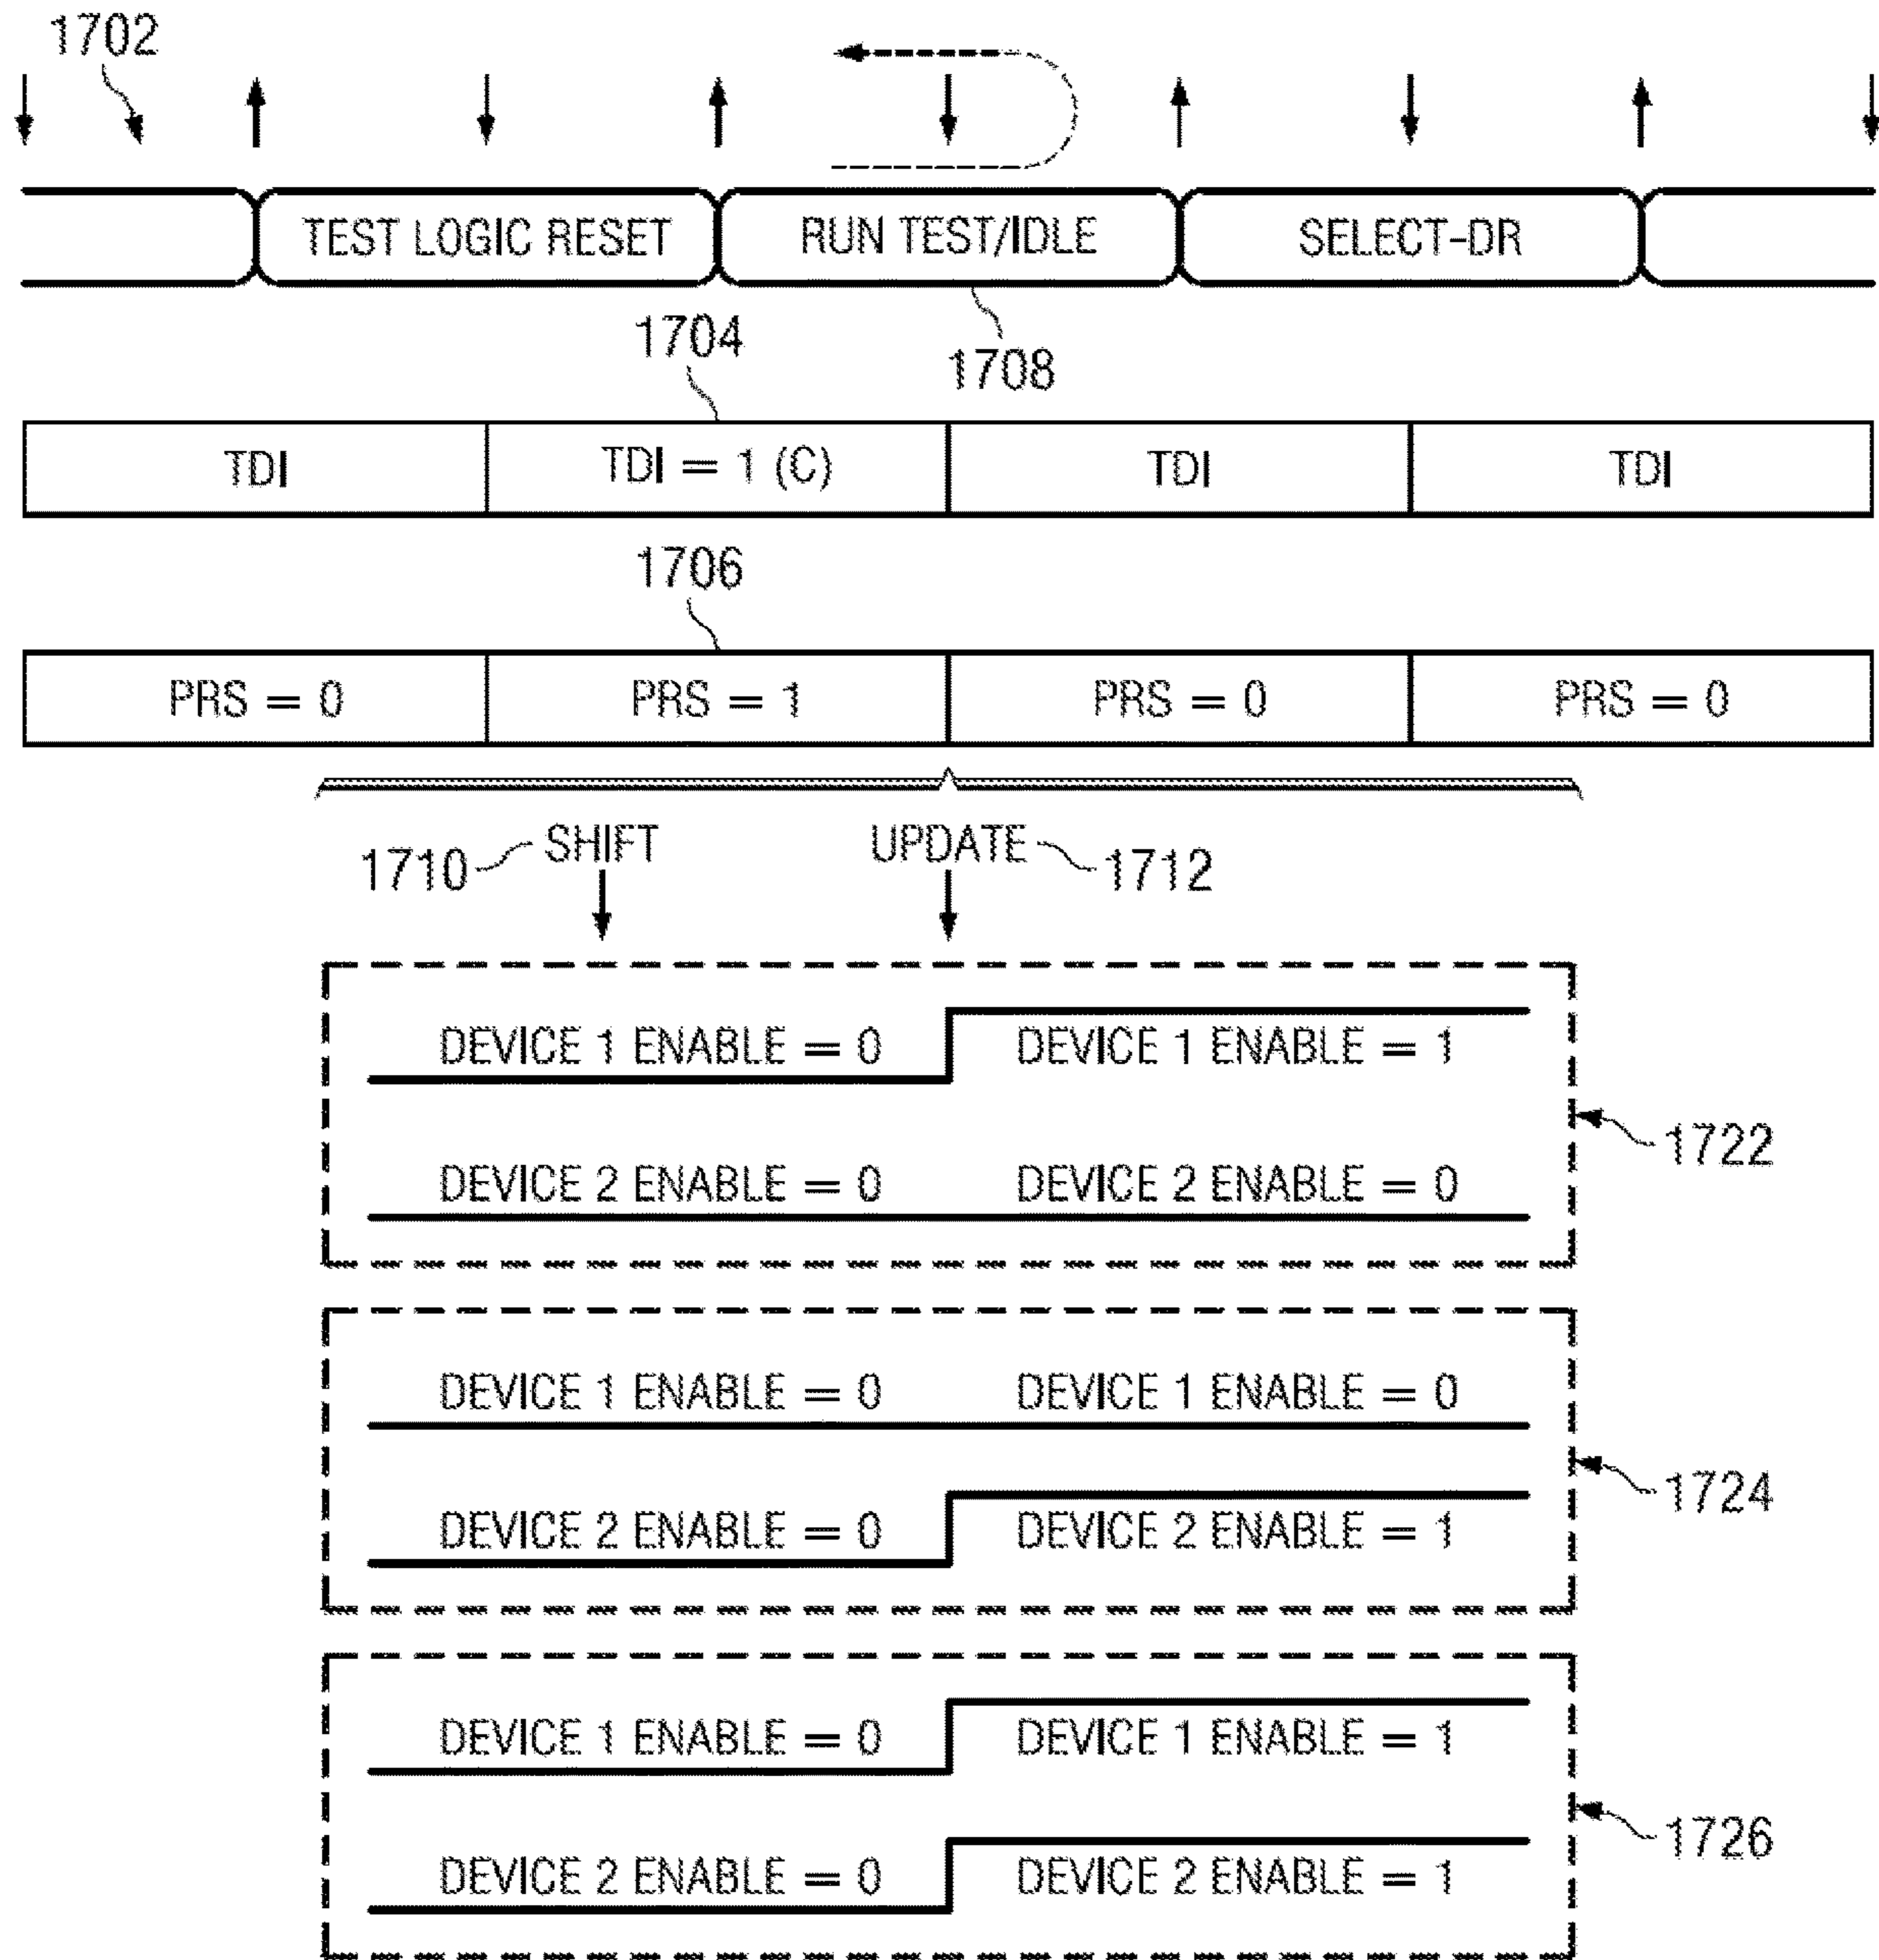 1702
TEST LOGIC RESET RUN TEST/IDLE SELECT-DR
1704 1708
TDI TDI = 1 (C) TDI TDI
1706
PRS = 0 PRS = 1 PRS = 0 PRS = 0
1710 SHIFT UPDATE 1712
DEVICE 1 ENABLE = 0 DEVICE 1 ENABLE = 1
1722
DEVICE 2 ENABLE = 0 DEVICE 2 ENABLE = 0
DEVICE 1 ENABLE = 0 DEVICE 1 ENABLE = 0
1724
DEVICE 2 ENABLE = 0 DEVICE 2 ENABLE = 1
DEVICE 1 ENABLE = 0 DEVICE 1 ENABLE = 1
1726
DEVICE 2 ENABLE = 0 DEVICE 2 ENABLE = 1